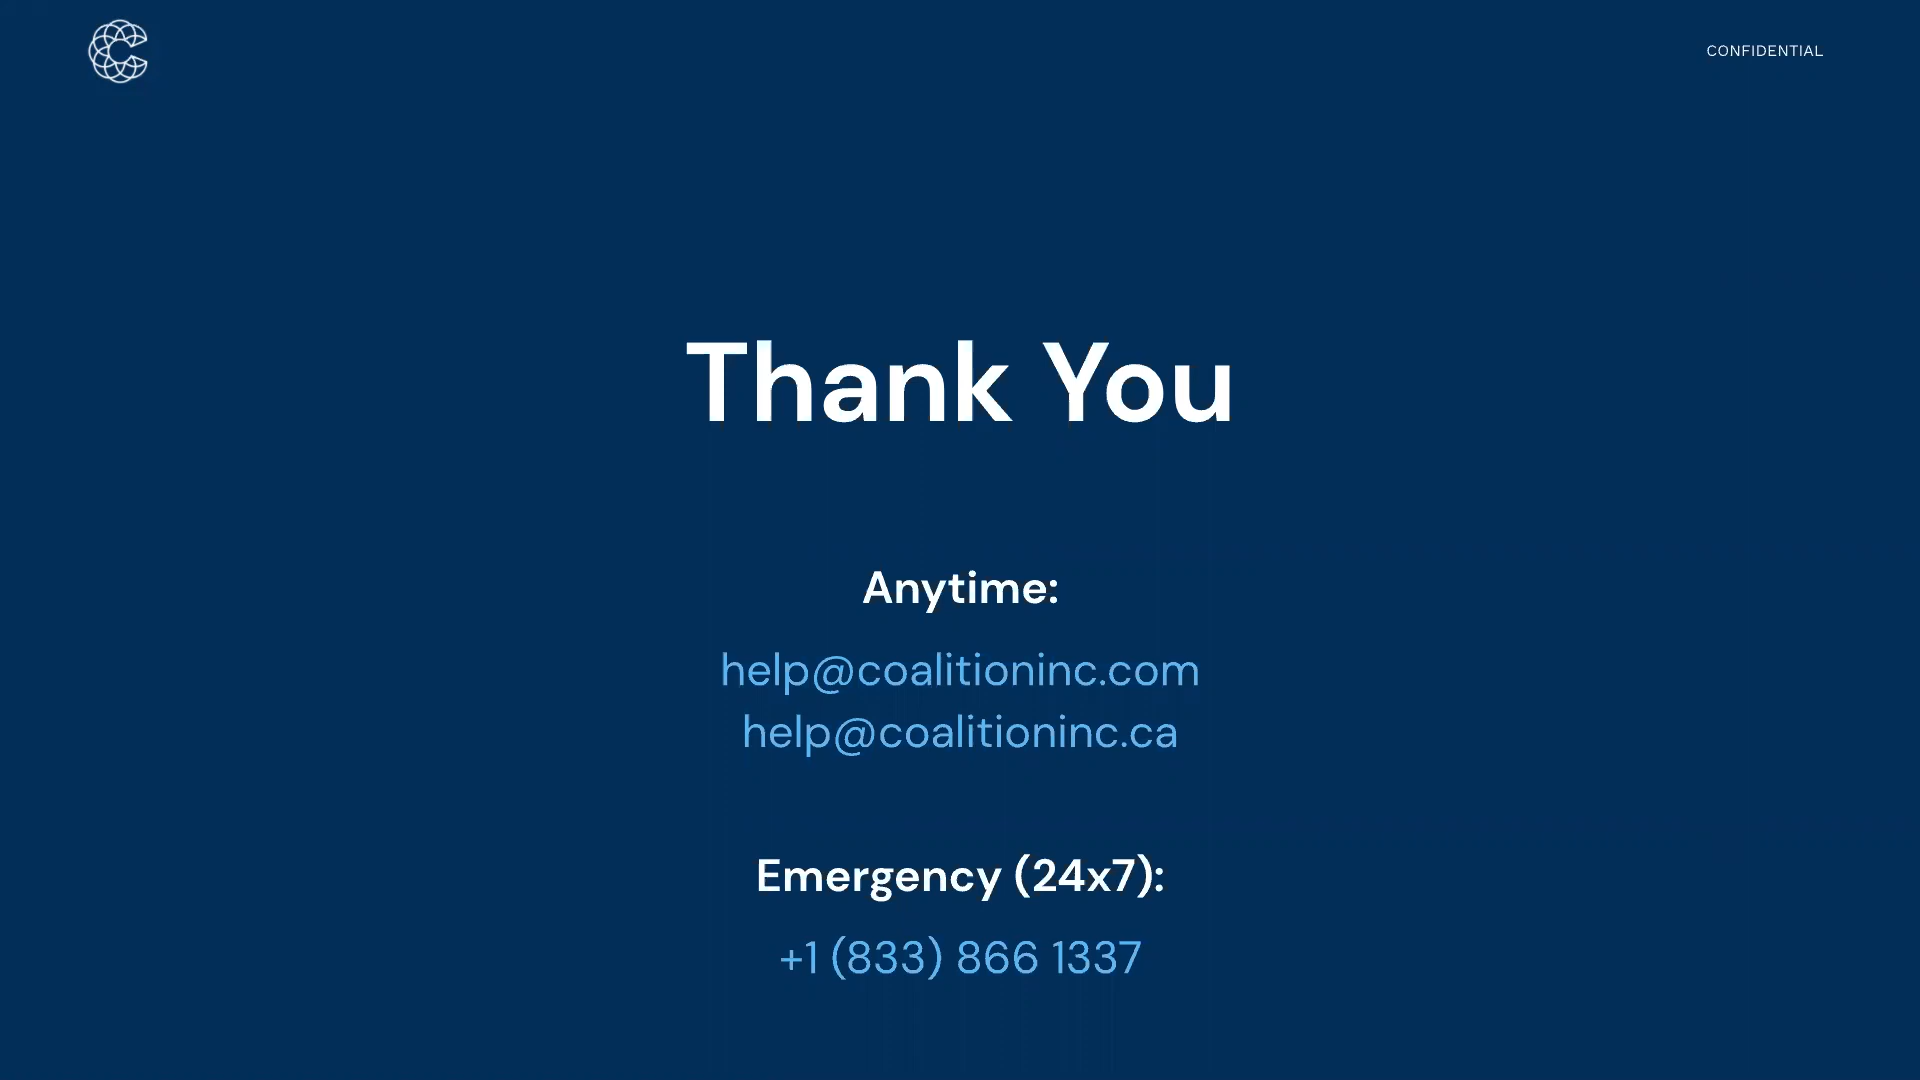 CONFIDENTIAL
Thank You
Anytime:
help@coalitioninc.com
help@coalitioninc.ca
Emergency (24x7):
+1 (833) 866 1337